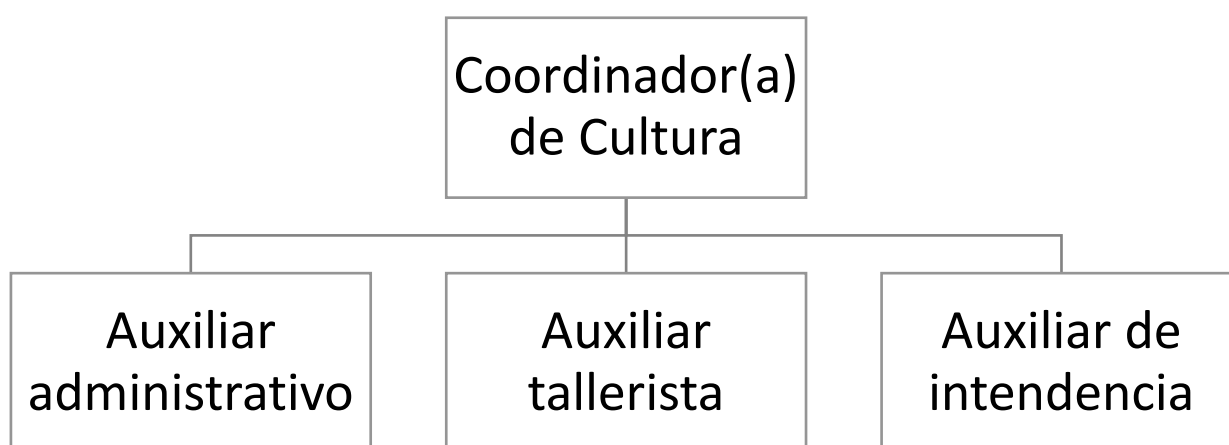 Coordinador(a)
de Cultura
Auxiliar
administrativo
Auxiliar
tallerista
Auxiliar de
intendencia